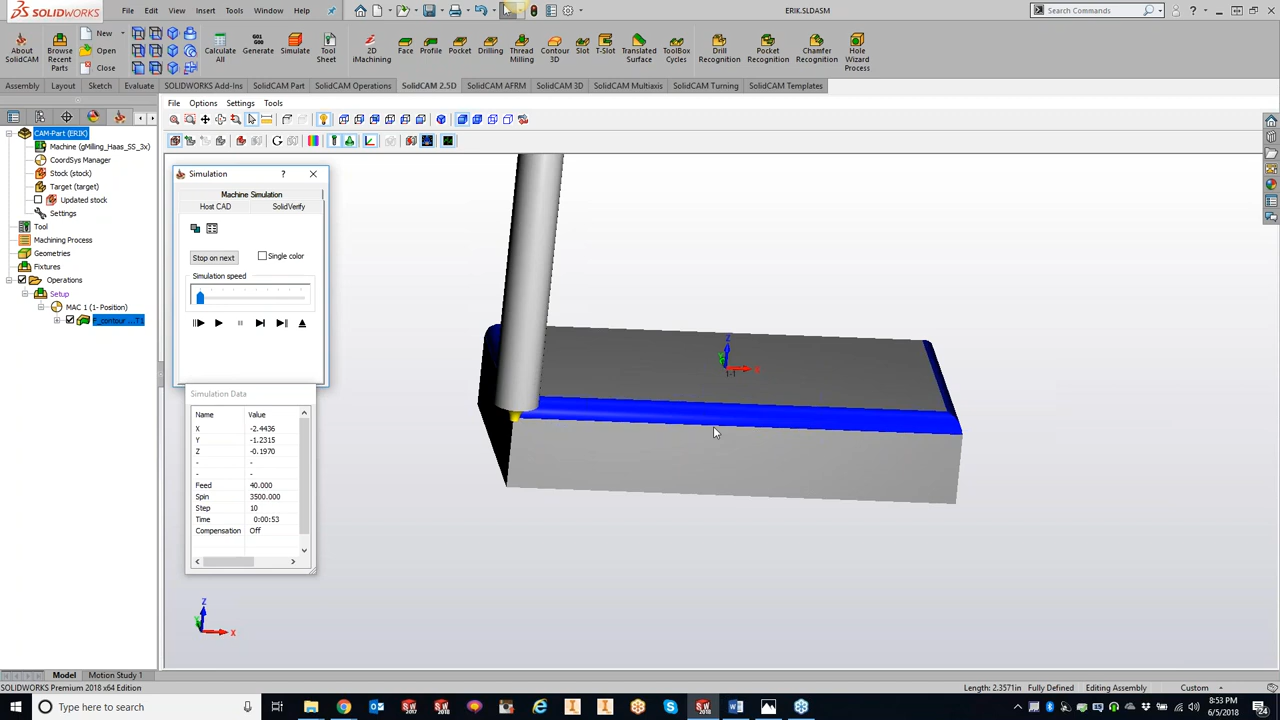 SOLIDWORKS File Edit View Insert Tools Window Help ERIK.SLDASM Search Commands
About SolidCAM Browse Recent Parts New Open Close Calculate All Generate Simulate Tool Sheet 2D iMachining Face Profile Pocket Drilling Thread Milling Contour 3D Slot T-Slot Translated Surface ToolBox Cycles Drill Recognition Pocket Recognition Chamfer Recognition Hole Wizard Process
G01 G00
Assembly Layout Sketch Evaluate SOLIDWORKS Add-Ins SolidCAM Part SolidCAM Operations SolidCAM 2.5D SolidCAM AFRM SolidCAM 3D SolidCAM Multiaxis SolidCAM Turning SolidCAM Templates
File Options Settings Tools
CAM-Part (ERIK)
Machine (gMilling_Haas_SS_3x)
CoordSys Manager
Stock (stock)
Target (target)
Updated stock
Settings
Tool
Machining Process
Geometries
Fixtures
Operations
Setup
MAC 1 (1- Position)
F_contour ...T1
Simulation ?
Machine Simulation
Host CAD SolidVerify
Stop on next Single color
Simulation speed
Simulation Data
Name Value
X -2.4436
Y -1.2315
Z -0.1970
- -
- -
Feed 40.000
Spin 3500.000
Step 10
Time 0:00:53
Compensation Off
Z
1-1
Z
X
Model Motion Study 1
SOLIDWORKS Premium 2018 x64 Edition Length: 2.3571in Fully Defined Editing Assembly Custom
Type here to search
8:53 PM
6/5/2018